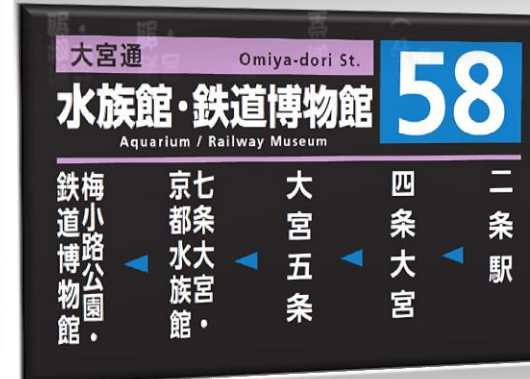 大宮通 Omiya-dori St.
58
水族館・鉄道博物館
Aquarium / Railway Museum
二条駅
四条大宮
大宮五条
七条大宮・
京都水族館
梅小路公園・
鉄道博物館